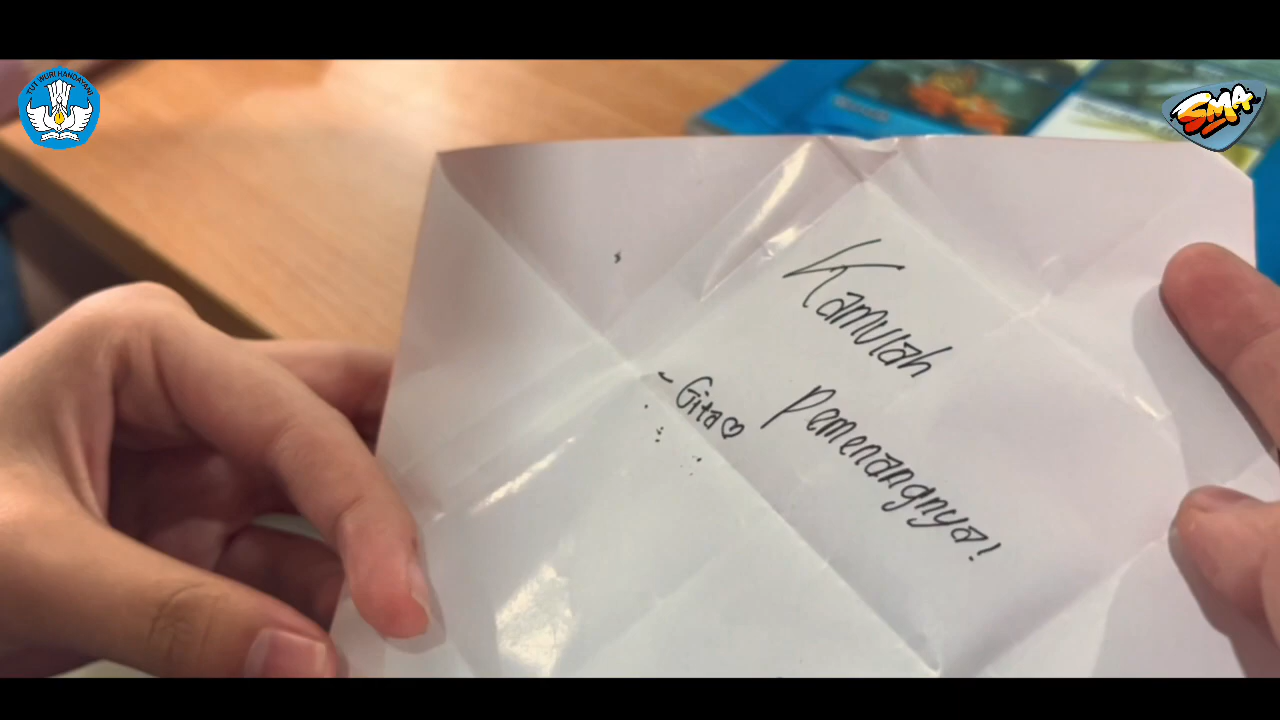 TUT WURI HANDAYANI
SMA
Kamulah
pemenangnya!
~ Gita♡